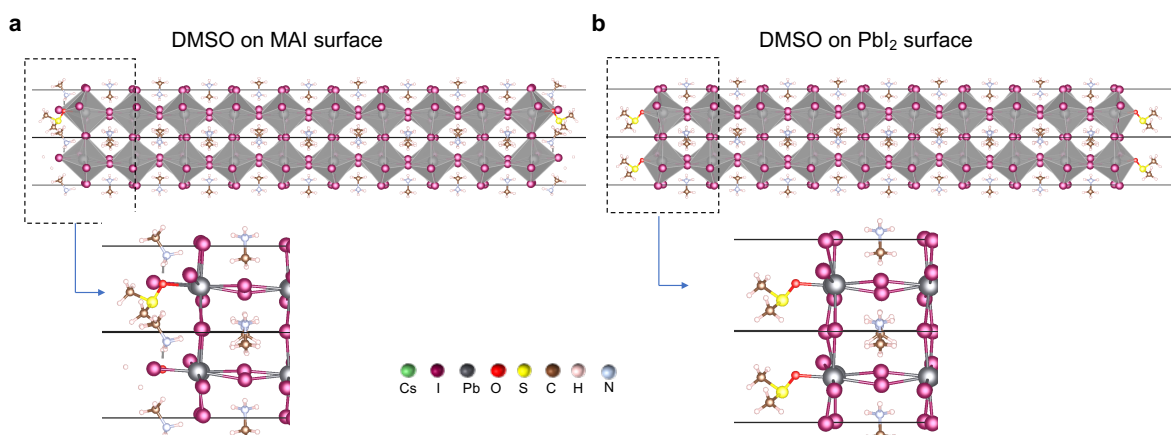 a
DMSO on MAI surface
b
DMSO on PbI₂ surface
Cs I Pb O S C H N